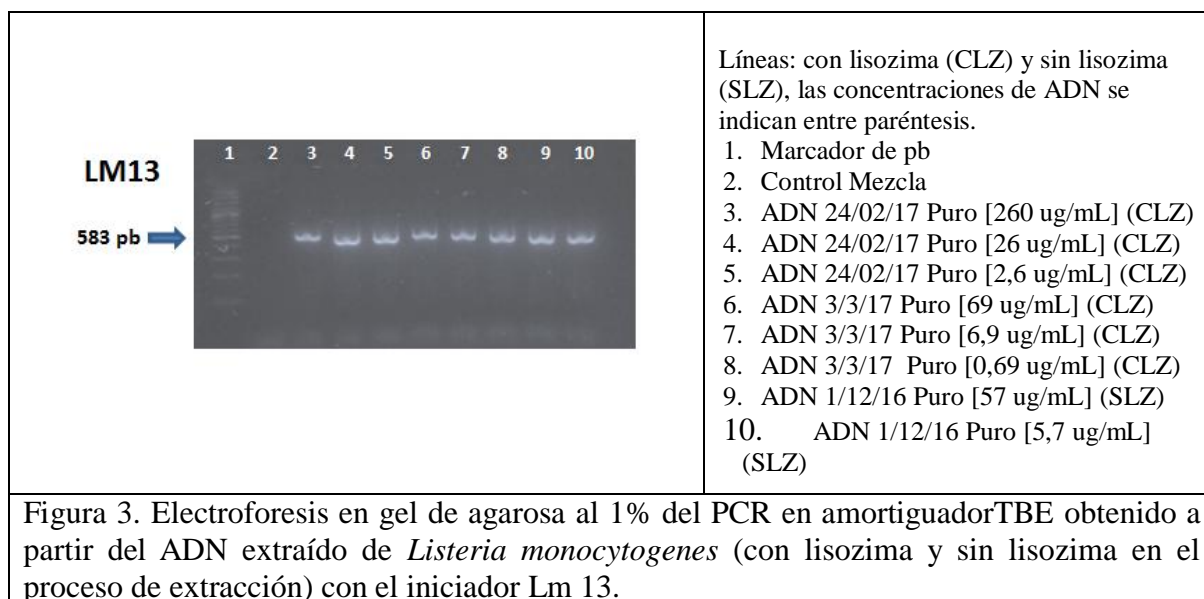 LM13
583 pb
1 2 3 4 5 6 7 8 9 10
Líneas: con lisozima (CLZ) y sin lisozima
(SLZ), las concentraciones de ADN se
indican entre paréntesis.
1. Marcador de pb
2. Control Mezcla
3. ADN 24/02/17 Puro [260 ug/mL] (CLZ)
4. ADN 24/02/17 Puro [26 ug/mL] (CLZ)
5. ADN 24/02/17 Puro [2,6 ug/mL] (CLZ)
6. ADN 3/3/17 Puro [69 ug/mL] (CLZ)
7. ADN 3/3/17 Puro [6,9 ug/mL] (CLZ)
8. ADN 3/3/17 Puro [0,69 ug/mL] (CLZ)
9. ADN 1/12/16 Puro [57 ug/mL] (SLZ)
10. ADN 1/12/16 Puro [5,7 ug/mL]
(SLZ)
Figura 3. Electroforesis en gel de agarosa al 1% del PCR en amortiguadorTBE obtenido a
partir del ADN extraído de Listeria monocytogenes (con lisozima y sin lisozima en el
proceso de extracción) con el iniciador Lm 13.